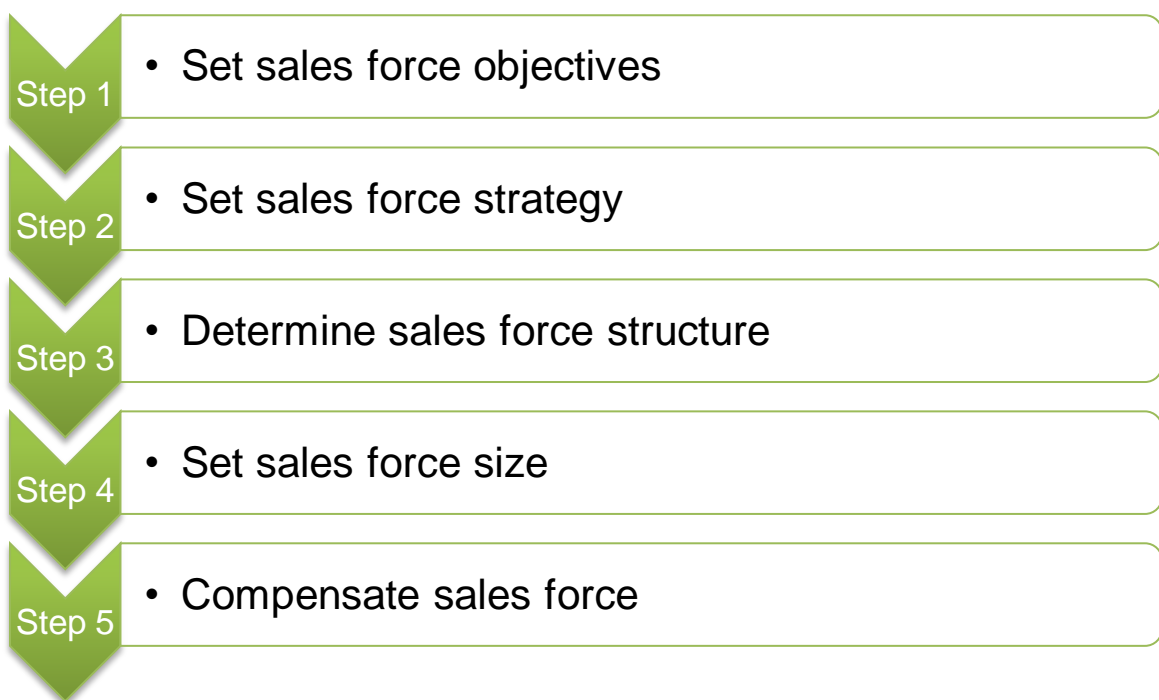 Step 1
• Set sales force objectives
Step 2
• Set sales force strategy
Step 3
• Determine sales force structure
Step 4
• Set sales force size
Step 5
• Compensate sales force